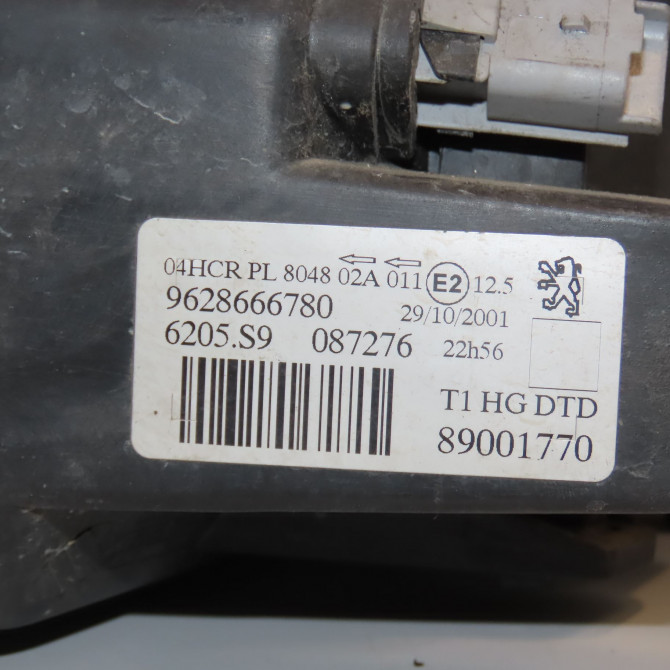 04HCR PL 8048 02A 011 E2 12.5
9628666780 29/10/2001
6205.S9 087276 22h56
T1 HG DTD
89001770